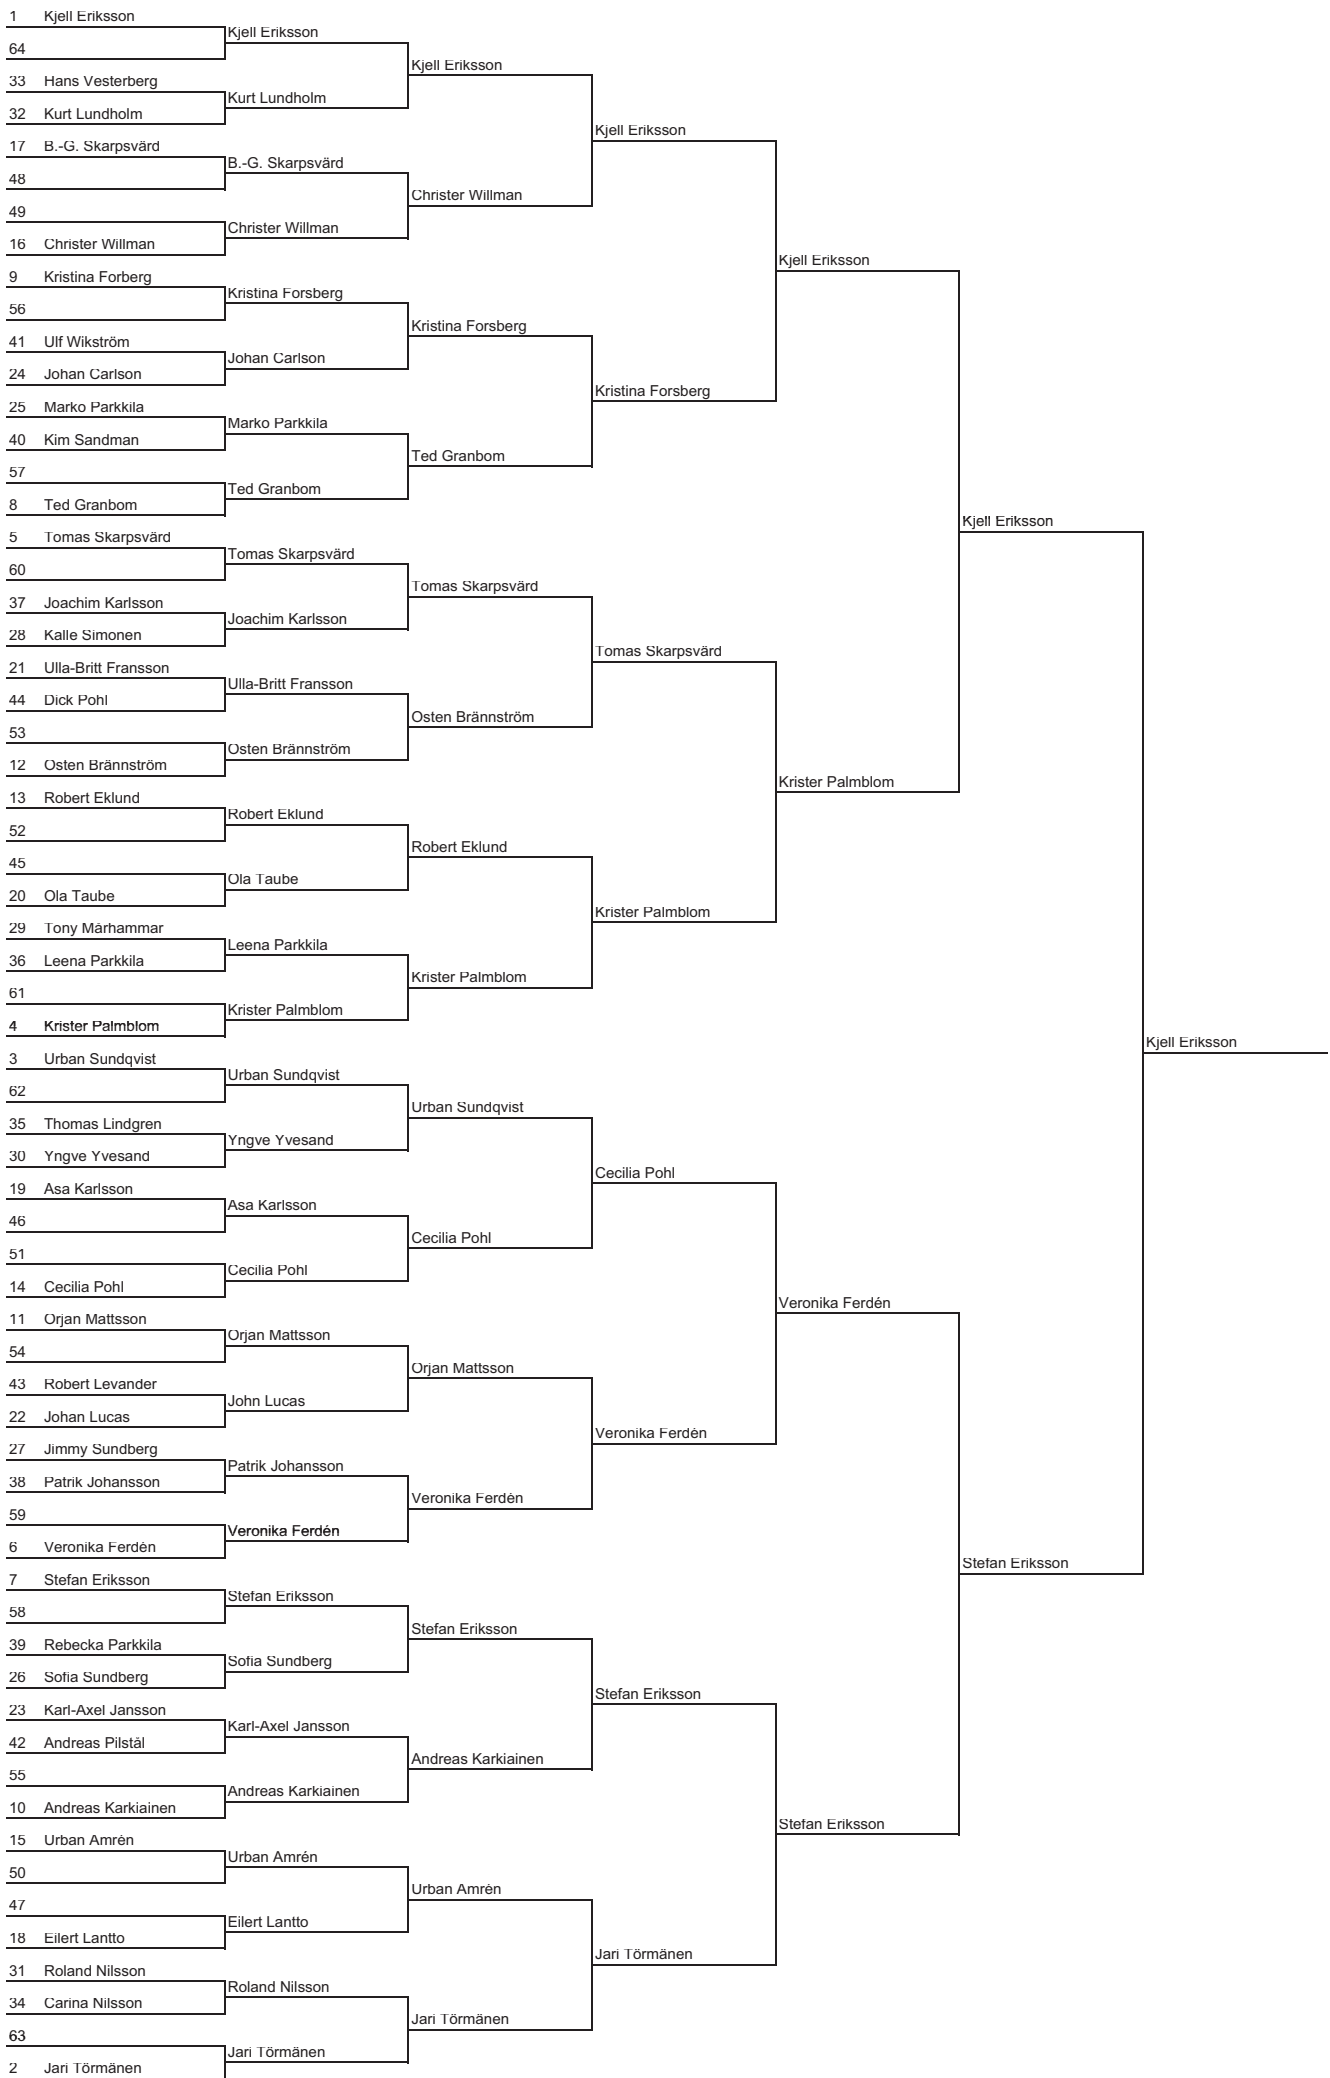 1 Kjell Eriksson
64
33 Hans Vesterberg
32 Kurt Lundholm
17 B.-G. Skarpsvärd
48
49
16 Christer Willman
9 Kristina Forberg
56
41 Ulf Wikström
24 Johan Carlson
25 Marko Parkkila
40 Kim Sandman
57
8 Ted Granbom
5 Tomas Skarpsvärd
60
37 Joachim Karlsson
28 Kalle Simonen
21 Ulla-Britt Fransson
44 Dick Pohl
53
12 Osten Brännström
13 Robert Eklund
52
45
20 Ola Taube
29 Tony Mårhammar
36 Leena Parkkila
61
4 Krister Palmblom
3 Urban Sundqvist
62
35 Thomas Lindgren
30 Yngve Yvesand
19 Asa Karlsson
46
51
14 Cecilia Pohl
11 Orjan Mattsson
54
43 Robert Levander
22 Johan Lucas
27 Jimmy Sundberg
38 Patrik Johansson
59
6 Veronika Ferdén
7 Stefan Eriksson
58
39 Rebecka Parkkila
26 Sofia Sundberg
23 Karl-Axel Jansson
42 Andreas Pilstål
55
10 Andreas Karkiainen
15 Urban Amrén
50
47
18 Eilert Lantto
31 Roland Nilsson
34 Carina Nilsson
63
2 Jari Törmänen
Kjell Eriksson
Kurt Lundholm
B.-G. Skarpsvärd
Christer Willman
Kristina Forsberg
Johan Carlson
Marko Parkkila
Ted Granbom
Tomas Skarpsvärd
Joachim Karlsson
Ulla-Britt Fransson
Osten Brännström
Robert Eklund
Ola Taube
Leena Parkkila
Krister Palmblom
Urban Sundqvist
Yngve Yvesand
Asa Karlsson
Cecilia Pohl
Orjan Mattsson
John Lucas
Patrik Johansson
Veronika Ferdén
Stefan Eriksson
Sofia Sundberg
Karl-Axel Jansson
Andreas Karkiainen
Urban Amrén
Eilert Lantto
Roland Nilsson
Jari Törmänen
Kjell Eriksson
Christer Willman
Kristina Forsberg
Ted Granbom
Tomas Skarpsvärd
Osten Brännström
Robert Eklund
Krister Palmblom
Urban Sundqvist
Cecilia Pohl
Orjan Mattsson
Veronika Ferdén
Stefan Eriksson
Andreas Karkiainen
Urban Amrén
Jari Törmänen
Kjell Eriksson
Kristina Forsberg
Tomas Skarpsvärd
Krister Palmblom
Cecilia Pohl
Veronika Ferdén
Stefan Eriksson
Jari Törmänen
Kjell Eriksson
Krister Palmblom
Veronika Ferdén
Stefan Eriksson
Kjell Eriksson
Stefan Eriksson
Kjell Eriksson